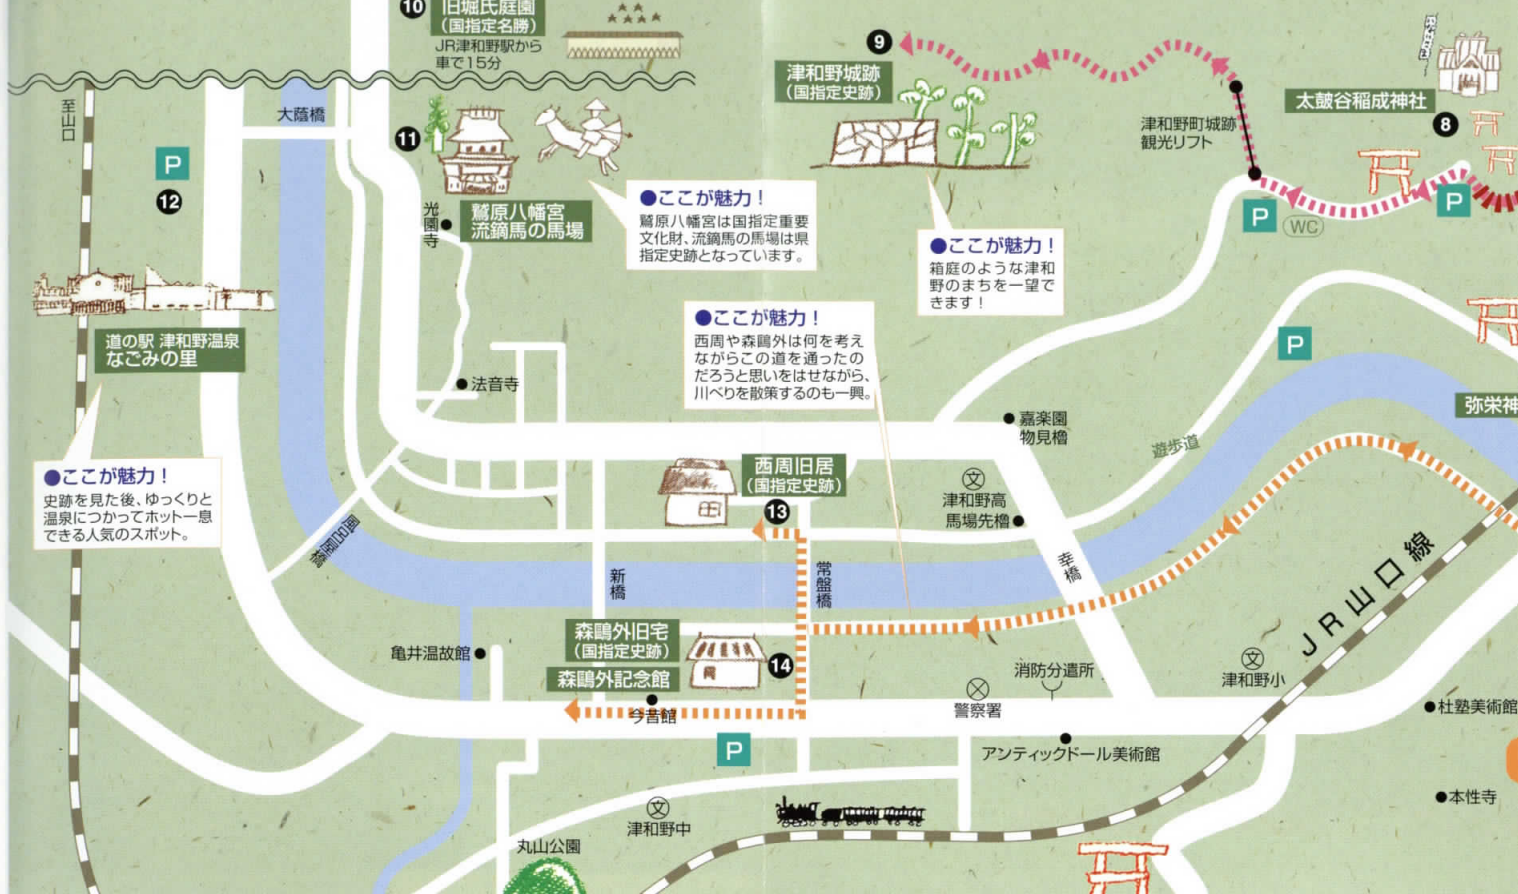 10
旧堀氏庭園
(国指定名勝)
JR津和野駅から
車で15分
9
津和野城跡
(国指定史跡)
太皷谷稲成神社
8
至山口
大蔭橋
11
津和野町城跡
観光リフト
P
12
光圓寺
鷲原八幡宮
流鏑馬の馬場
●ここが魅力!
鷲原八幡宮は国指定重要
文化財、流鏑馬の馬場は県
指定史跡となっています。
P
P
WC
●ここが魅力!
箱庭のような津和
野のまちを一望で
きます!
道の駅 津和野温泉
なごみの里
●ここが魅力!
西周や森鷗外は何を考え
ながらこの道を通ったの
だろうと思いをはせながら、
川べりを散策するのも一興。
P
法音寺
嘉楽園
物見櫓
弥栄神
遊歩道
●ここが魅力!
史跡を見た後、ゆっくりと
温泉につかってホット一息
できる人気のスポット。
西周旧居
(国指定史跡)
13
文
津和野高
馬場先櫓
新橋
常盤橋
幸橋
JR山口線
森鷗外旧宅
(国指定史跡)
森鷗外記念館
14
亀井温故館
今昔館
消防分遣所
警察署
文
津和野小
杜塾美術館
P
アンティックドール美術館
本性寺
文
津和野中
丸山公園